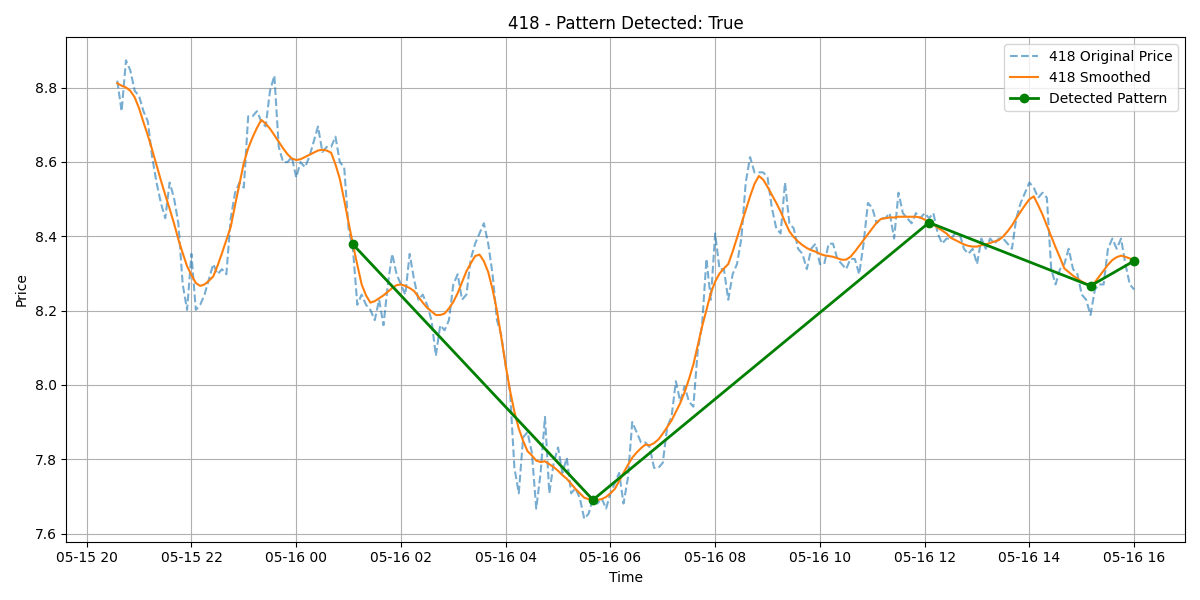 418 - Pattern Detected: True
418 Original Price
418 Smoothed
Detected Pattern
Price
8.8
8.6
8.4
8.2
8.0
7.8
7.6
05-15 20 05-15 22 05-16 00 05-16 02 05-16 04 05-16 06 05-16 08 05-16 10 05-16 12 05-16 14 05-16 16
Time